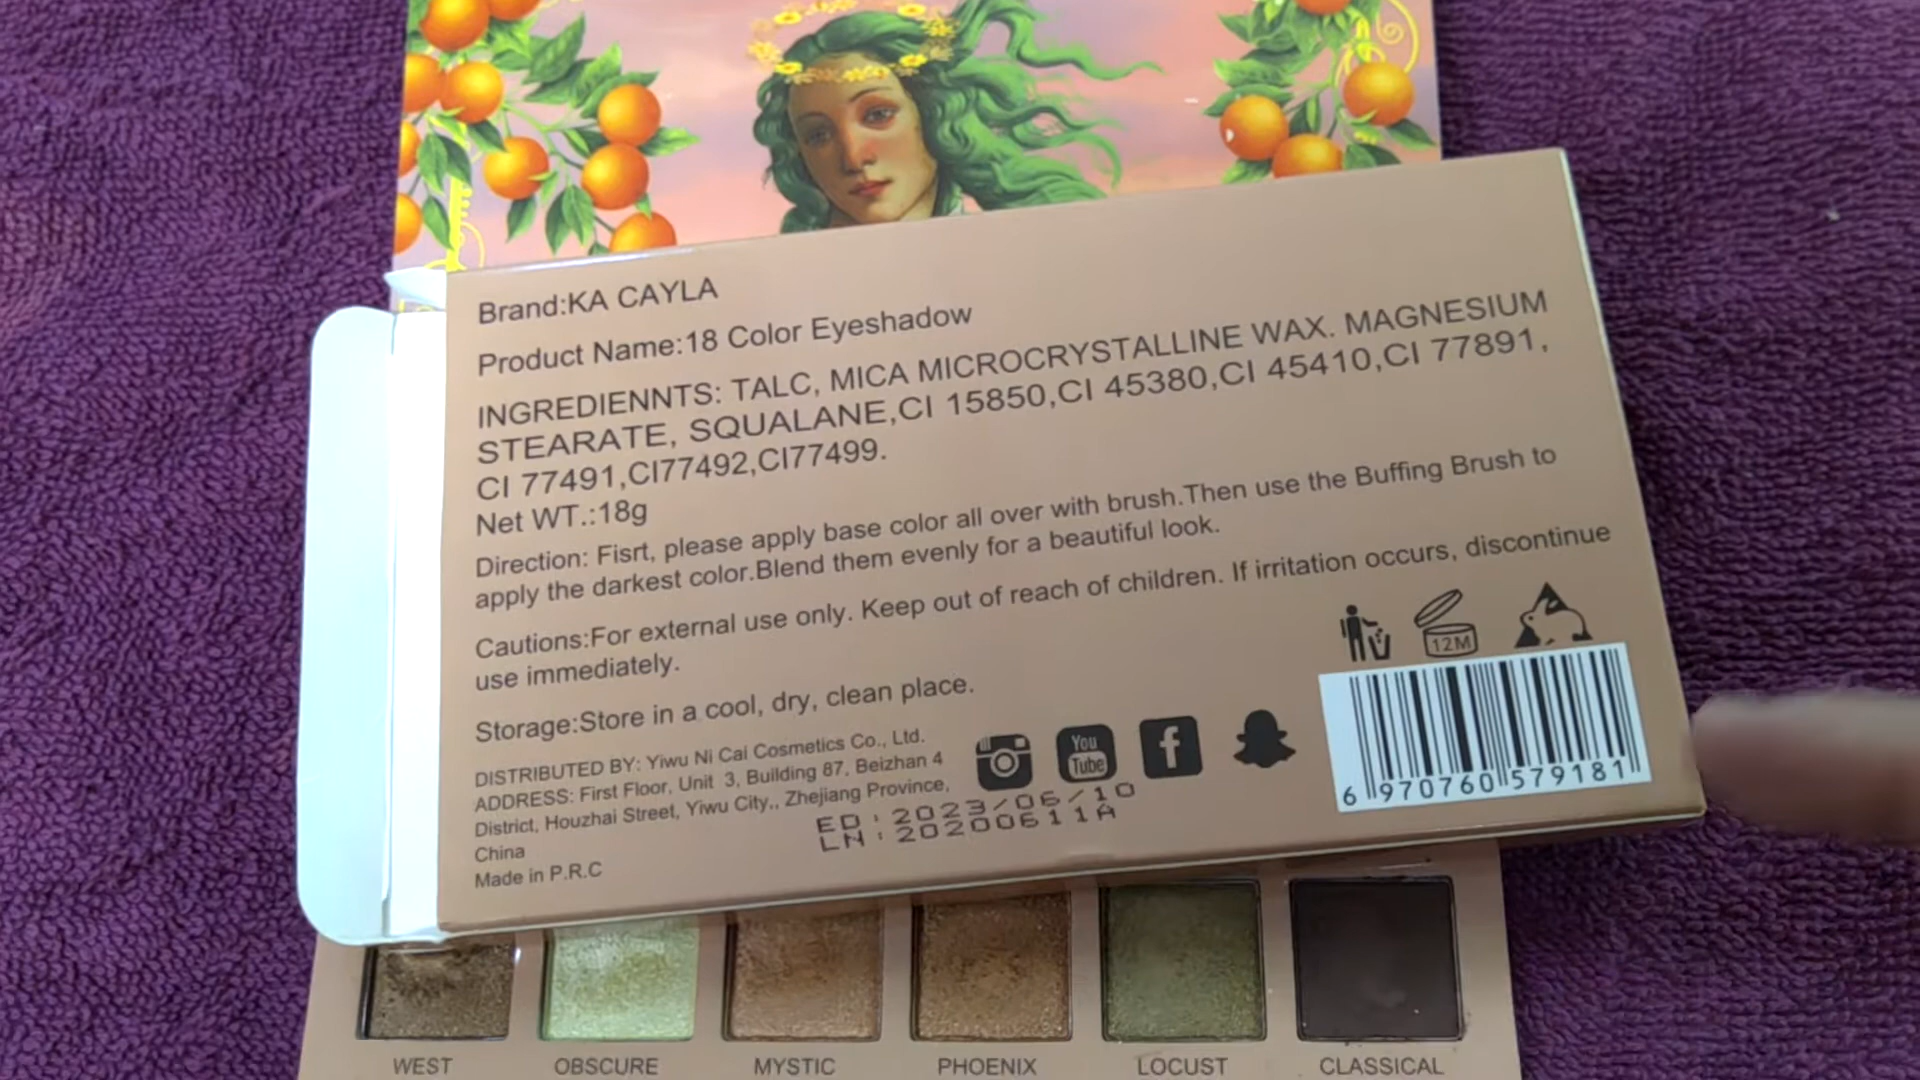 Brand:KA CAYLA
Product Name:18 Color Eyeshadow
INGREDIENNTS: TALC, MICA MICROCRYSTALLINE WAX. MAGNESIUM
STEARATE, SQUALANE,CI 15850,CI 45380,CI 45410,CI 77891,
CI 77491,CI77492,CI77499.
Net WT.:18g
Direction: Fisrt, please apply base color all over with brush.Then use the Buffing Brush to
apply the darkest color.Blend them evenly for a beautiful look.
Cautions:For external use only. Keep out of reach of children. If irritation occurs, discontinue
use immediately.
Storage:Store in a cool, dry, clean place.
DISTRIBUTED BY: Yiwu Ni Cai Cosmetics Co., Ltd.
ADDRESS: First Floor, Unit 3, Building 87, Beizhan 4
District, Houzhai Street, Yiwu City,, Zhejiang Province,
China
Made in P.R.C
ED: 2023/06/10
LN: 20200611A
You
Tube
f
12M
6 970760 579181
WEST
OBSCURE
MYSTIC
PHOENIX
LOCUST
CLASSICAL